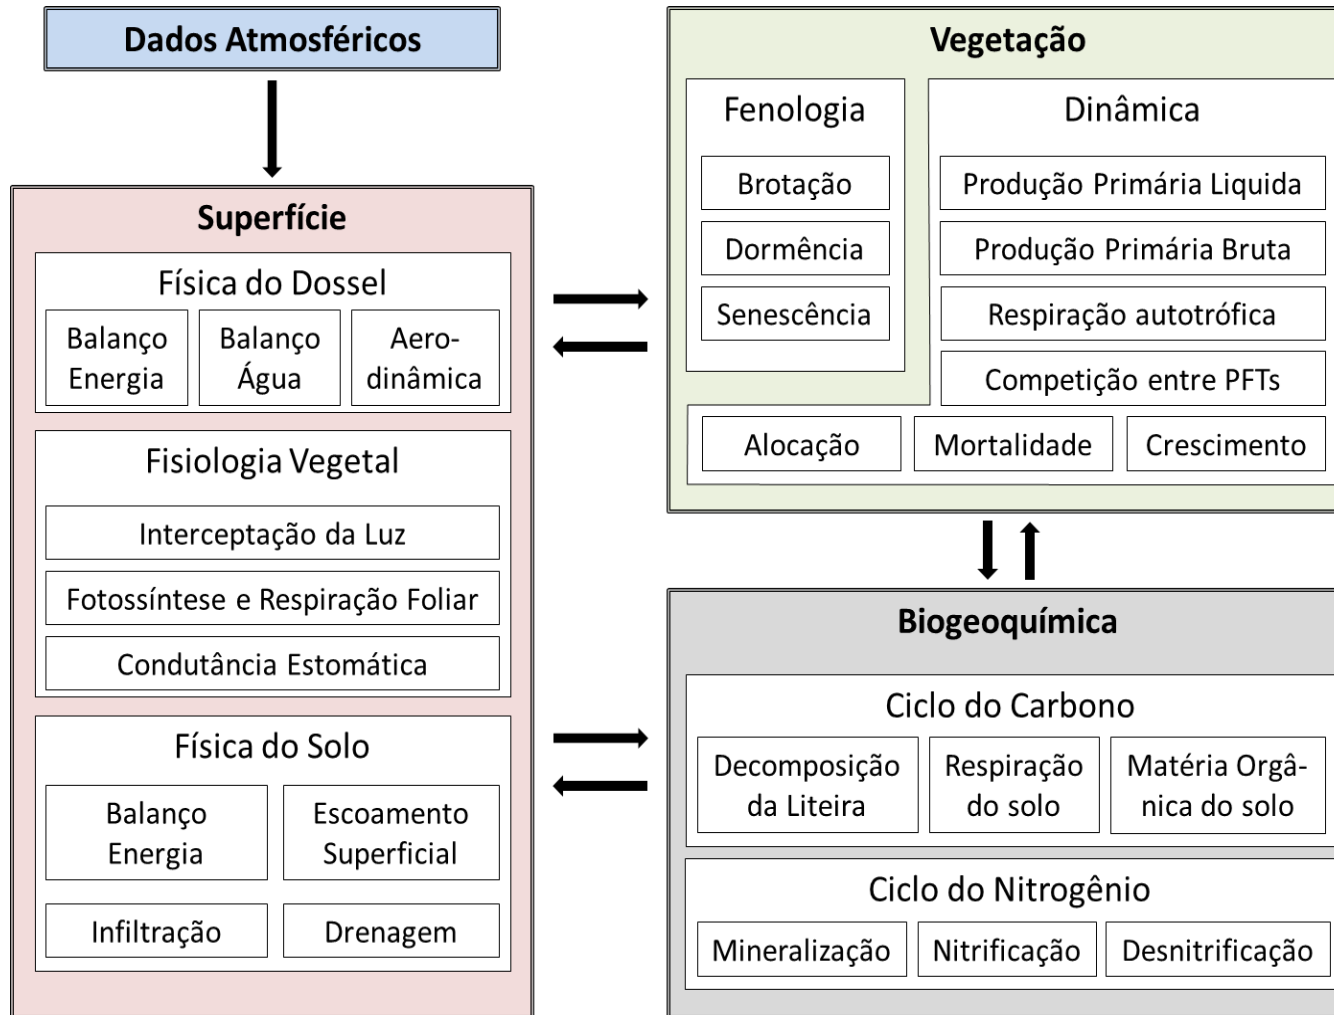 Dados Atmosféricos
Superfície
Física do Dossel
Balanço
Energia
Balanço
Água
Aero-
dinâmica
Fisiologia Vegetal
Interceptação da Luz
Fotossíntese e Respiração Foliar
Condutância Estomática
Física do Solo
Balanço
Energia
Escoamento
Superficial
Infiltração
Drenagem
Vegetação
Fenologia
Brotação
Dormência
Senescência
Dinâmica
Produção Primária Liquida
Produção Primária Bruta
Respiração autotrófica
Competição entre PFTs
Alocação
Mortalidade
Crescimento
Biogeoquímica
Ciclo do Carbono
Decomposição
da Liteira
Respiração
do solo
Matéria Orgâ-
nica do solo
Ciclo do Nitrogênio
Mineralização
Nitrificação
Desnitrificação